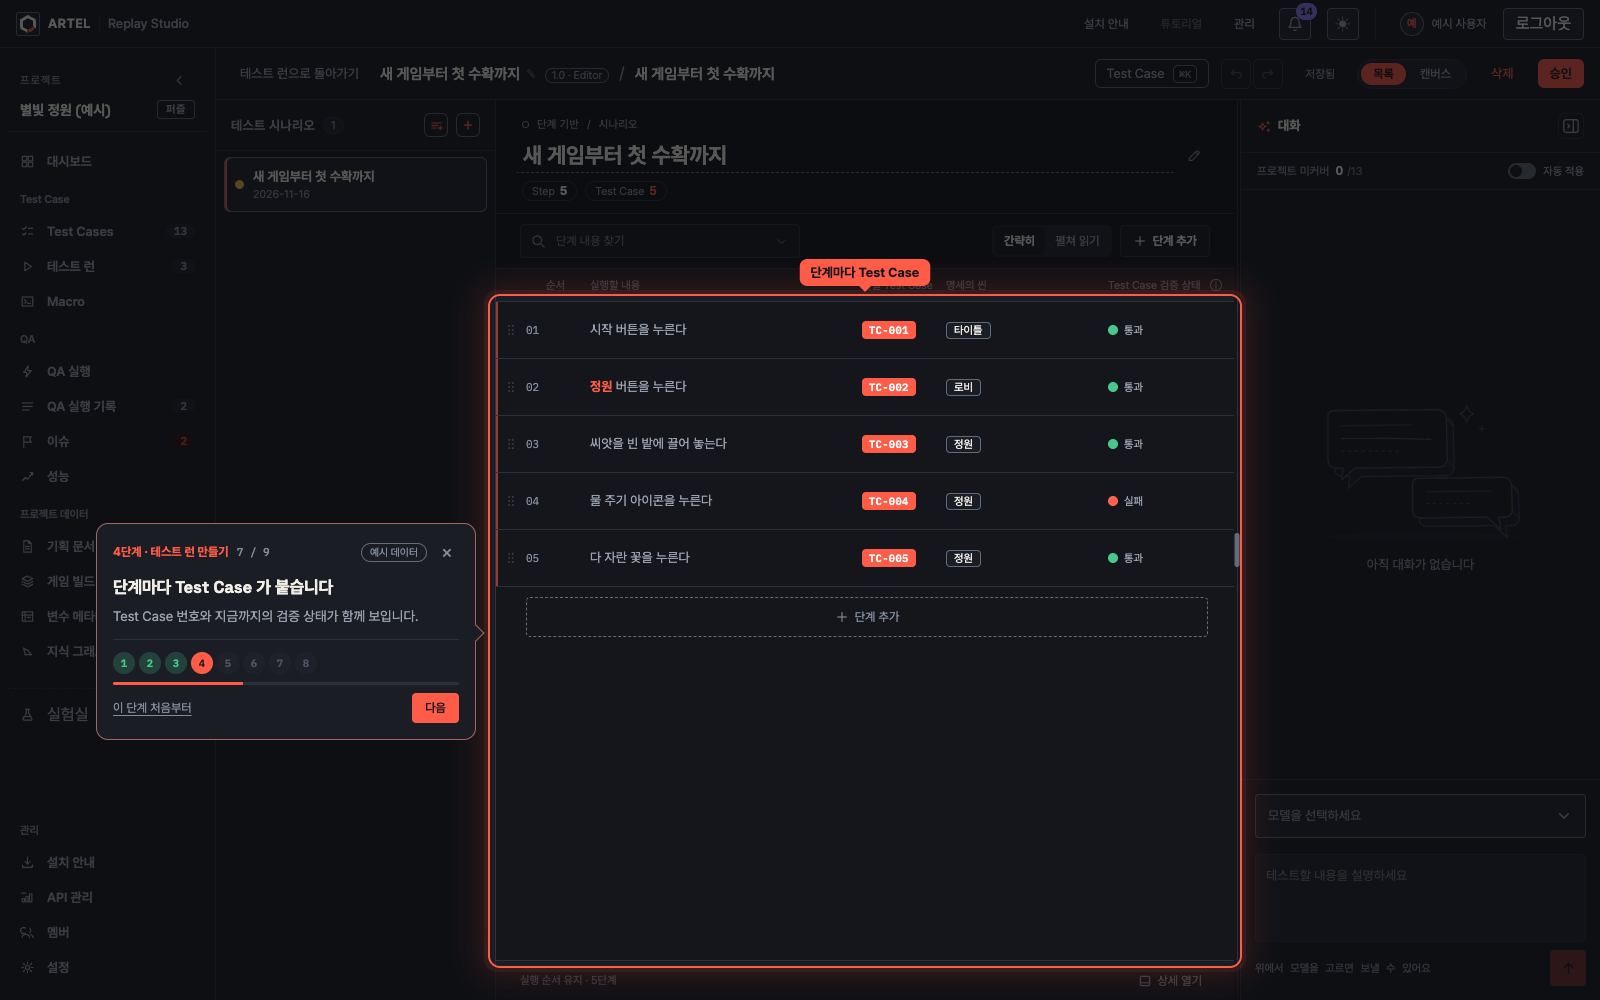 ARTEL Replay Studio
설치 안내 튜토리얼 관리 14 예 예시 사용자 로그아웃
프로젝트
별빛 정원 (예시) 퍼즐
대시보드
Test Case
Test Cases 13
테스트 런 3
Macro
QA
QA 실행
QA 실행 기록 2
이슈 2
성능
프로젝트 데이터
기획 문서
게임 빌드
변수 메타
지식 그래
실험실
관리
설치 안내
API 관리
멤버
설정
테스트 런으로 돌아가기 새 게임부터 첫 수확까지 1.0 · Editor / 새 게임부터 첫 수확까지
Test Case ⌘K 저장됨 목록 캔버스 삭제 승인
테스트 시나리오 1
새 게임부터 첫 수확까지
2026-11-16
단계 기반 / 시나리오
새 게임부터 첫 수확까지
Step 5 Test Case 5
단계 내용 찾기 간략히 펼쳐 읽기 + 단계 추가
단계마다 Test Case
순서 실행할 내용 Test Case 명세의 씬 Test Case 검증 상태
01 시작 버튼을 누른다 TC-001 타이틀 통과
02 정원 버튼을 누른다 TC-002 로비 통과
03 씨앗을 빈 밭에 끌어 놓는다 TC-003 정원 통과
04 물 주기 아이콘을 누른다 TC-004 정원 실패
05 다 자란 꽃을 누른다 TC-005 정원 통과
+ 단계 추가
실행 순서 유지 · 5단계 상세 열기
4단계 · 테스트 런 만들기 7 / 9 예시 데이터 ×
단계마다 Test Case 가 붙습니다
Test Case 번호와 지금까지의 검증 상태가 함께 보입니다.
1 2 3 4 5 6 7 8
이 단계 처음부터 다음
대화
프로젝트 미커버 0 /13 자동 적용
아직 대화가 없습니다
모델을 선택하세요
테스트할 내용을 설명하세요
위에서 모델을 고르면 보낼 수 있어요